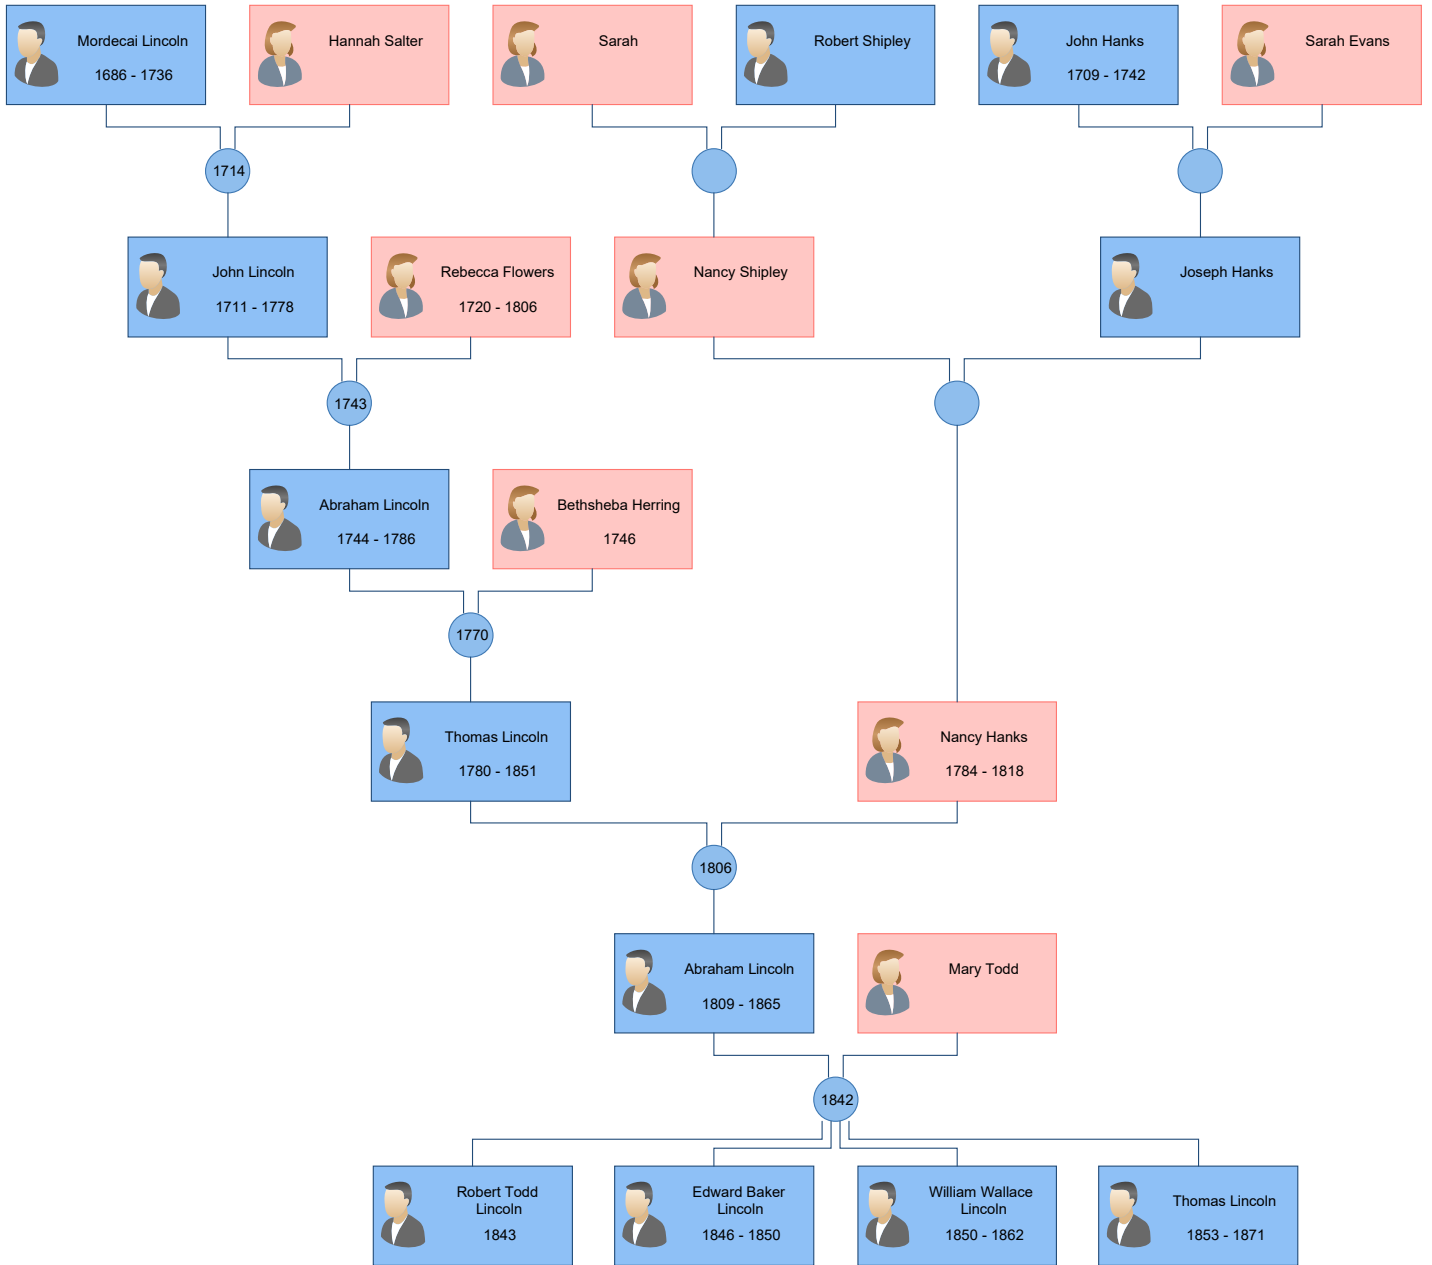 Mordecai Lincoln
1686 - 1736
Hannah Salter
Sarah
Robert Shipley
John Hanks
1709 - 1742
Sarah Evans
1714
John Lincoln
1711 - 1778
Rebecca Flowers
1720 - 1806
Nancy Shipley
Joseph Hanks
1743
Abraham Lincoln
1744 - 1786
Bethsheba Herring
1746
1770
Thomas Lincoln
1780 - 1851
Nancy Hanks
1784 - 1818
1806
Abraham Lincoln
1809 - 1865
Mary Todd
1842
Robert Todd
Lincoln
1843
Edward Baker
Lincoln
1846 - 1850
William Wallace
Lincoln
1850 - 1862
Thomas Lincoln
1853 - 1871